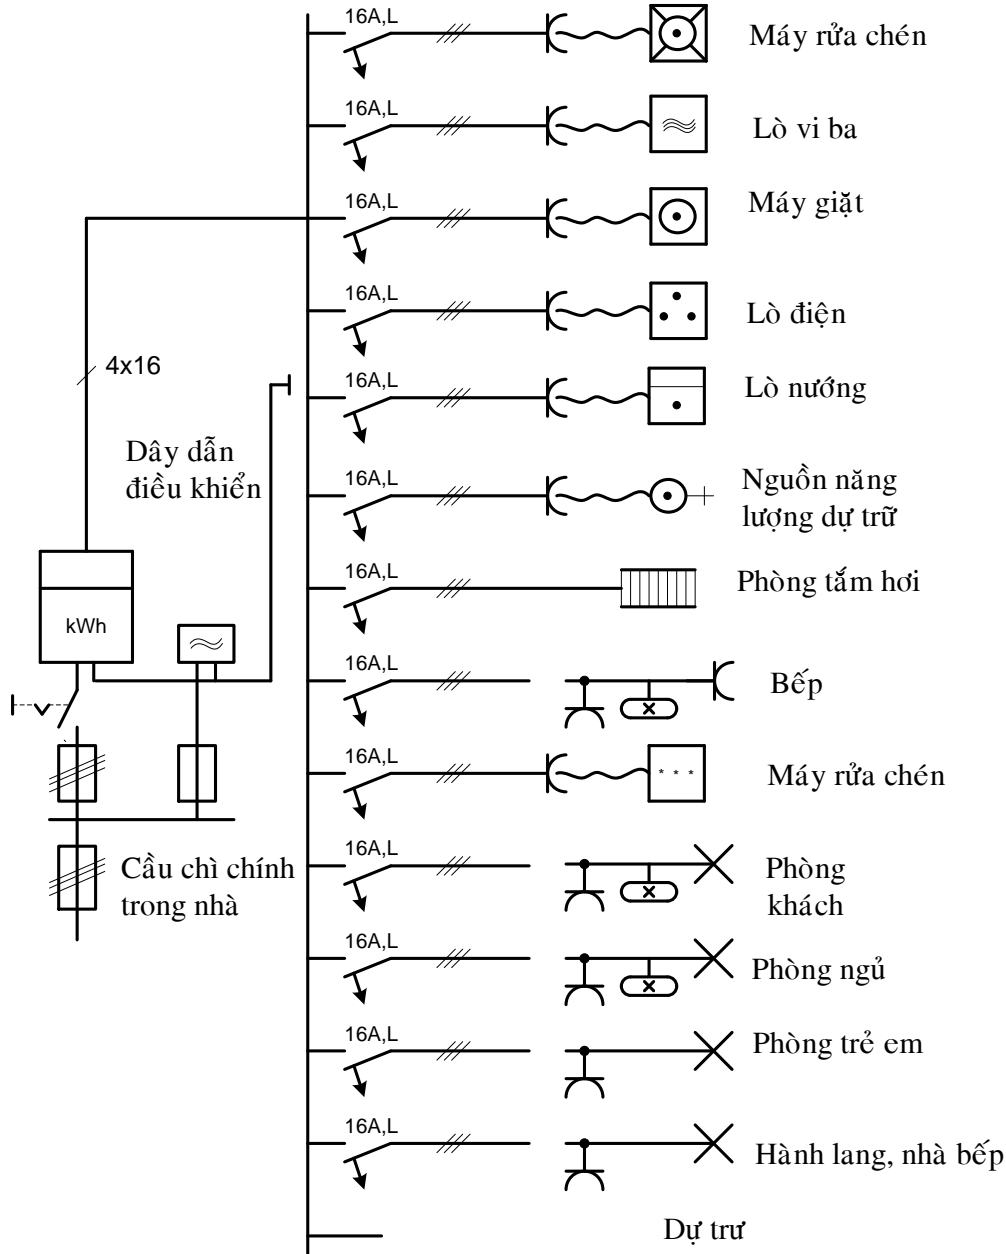 16A,L
Máy rửa chén
16A,L
Lò vi ba
16A,L
Máy giặt
16A,L
Lò điện
4x16
16A,L
Lò nướng
Dây dẫn
điều khiển
16A,L
Nguồn năng
lượng dự trữ
16A,L
Phòng tắm hơi
kWh
16A,L
Bếp
16A,L
* * *
Máy rửa chén
Cầu chì chính
trong nhà
16A,L
Phòng
khách
16A,L
Phòng ngủ
16A,L
Phòng trẻ em
16A,L
Hành lang, nhà bếp
Dự trư